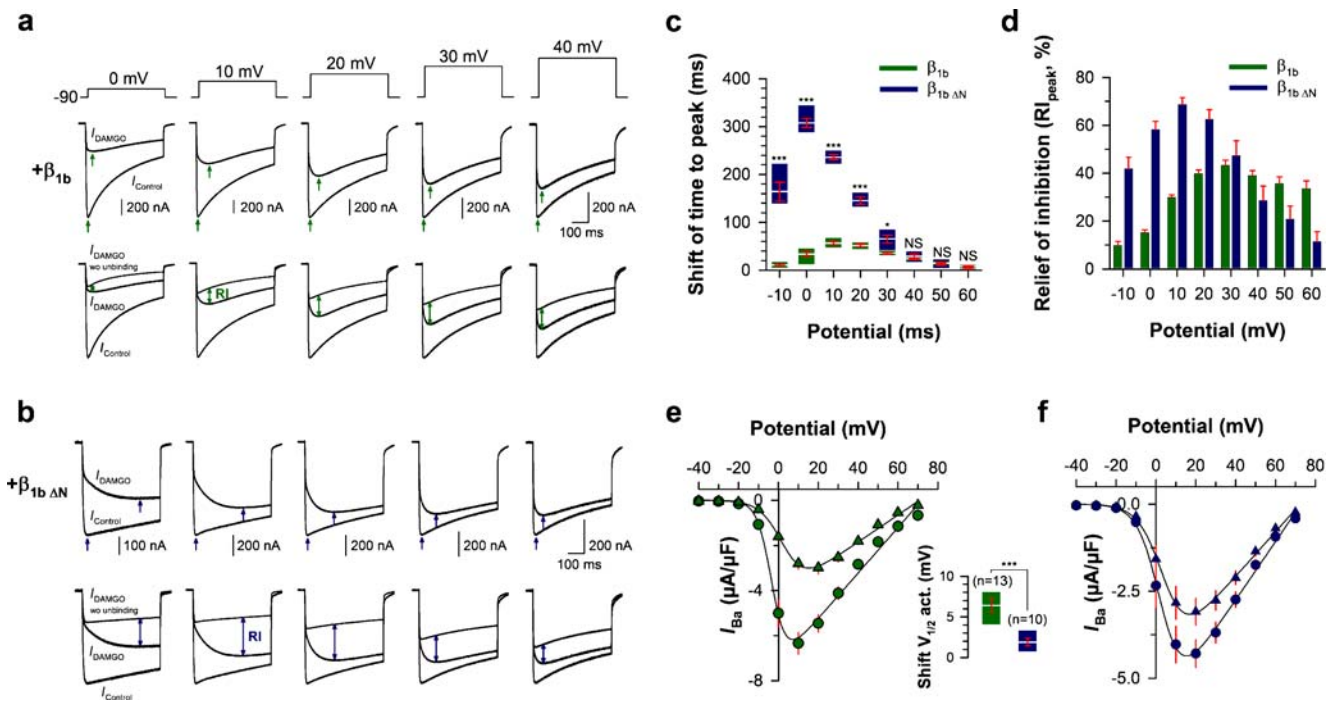 a
0 mV
10 mV
20 mV
30 mV
40 mV
-90
+β1b
IDAMGO
IControl
200 nA
200 nA
200 nA
200 nA
200 nA
100 ms
IDAMGO
wo unbinding
IDAMGO
RI
IControl
b
+β1b ΔN
IDAMGO
IControl
100 nA
200 nA
200 nA
200 nA
200 nA
100 ms
IDAMGO
wo unbinding
IDAMGO
RI
IControl
c
β1b
β1b ΔN
Shift of time to peak (ms)
400
300
200
100
0
***
***
***
***
*
NS
NS
NS
-10
0
10
20
30
40
50
60
Potential (ms)
d
β1b
β1b ΔN
Relief of inhibition (RIpeak, %)
80
60
40
20
0
-10
0
10
20
30
40
50
60
Potential (mV)
e
Potential (mV)
-40
-20
0
20
40
60
80
0
-4
-8
IBa (µA/µF)
Shift V1/2 act. (mV)
10
5
0
***
(n=13)
(n=10)
f
Potential (mV)
-40
-20
0
20
40
60
80
0.0
-2.5
-5.0
IBa (µA/µF)